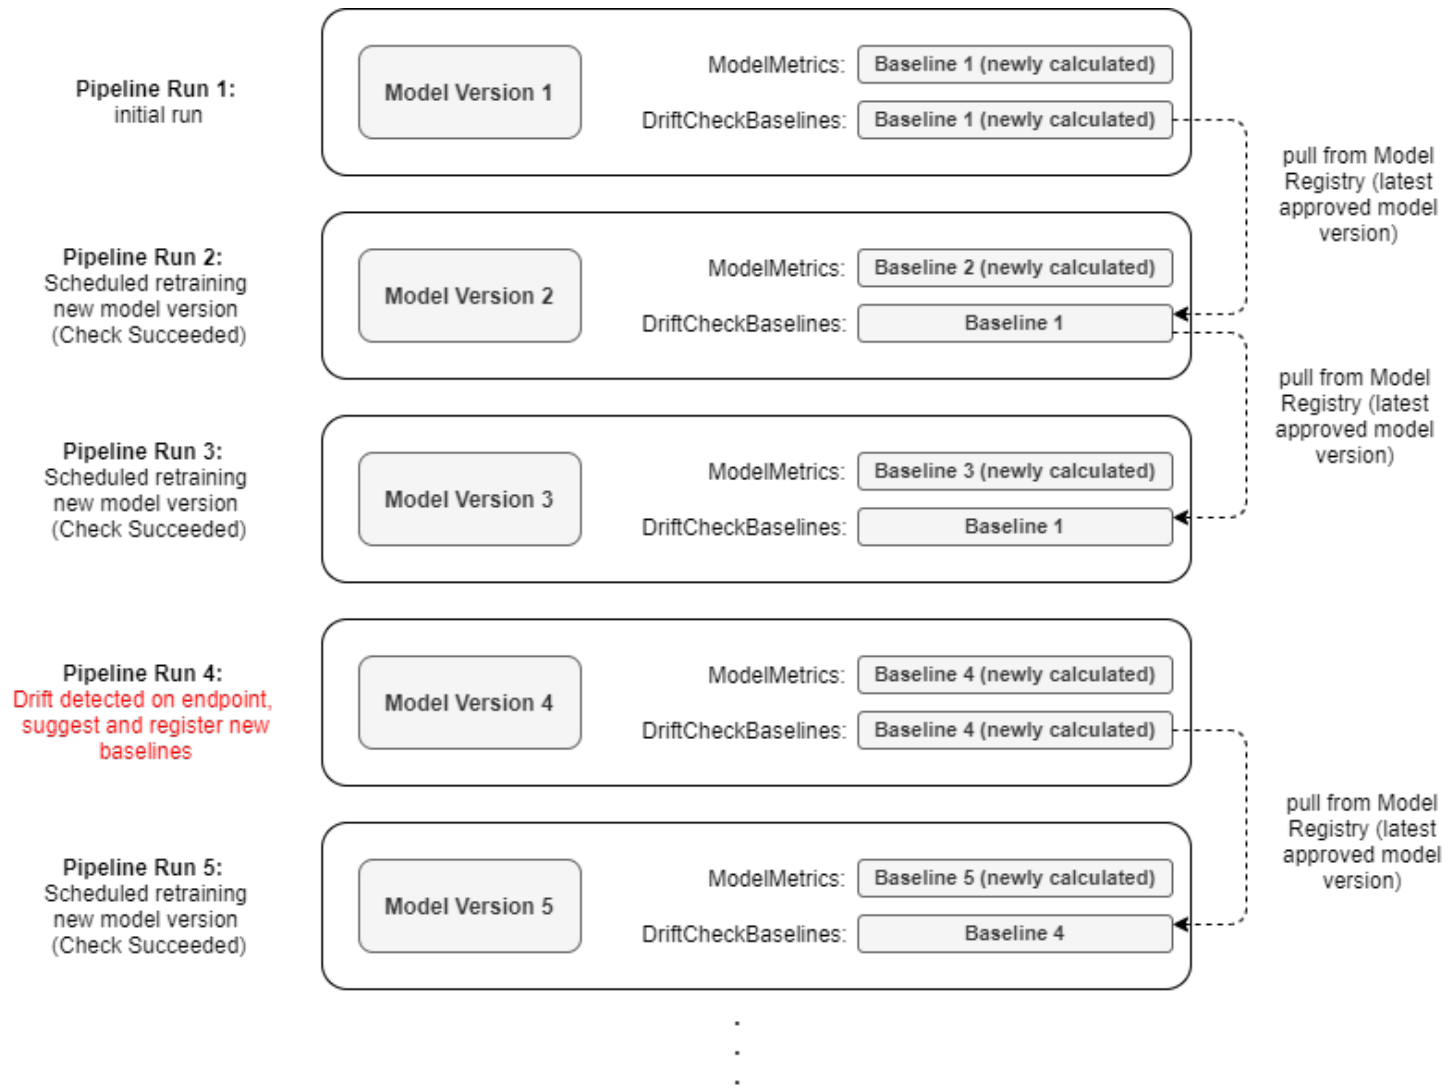 Pipeline Run 1:
initial run
Model Version 1
ModelMetrics:
Baseline 1 (newly calculated)
DriftCheckBaselines:
Baseline 1 (newly calculated)
pull from Model
Registry (latest
approved model
version)
Pipeline Run 2:
Scheduled retraining
new model version
(Check Succeeded)
Model Version 2
ModelMetrics:
Baseline 2 (newly calculated)
DriftCheckBaselines:
Baseline 1
pull from Model
Registry (latest
approved model
version)
Pipeline Run 3:
Scheduled retraining
new model version
(Check Succeeded)
Model Version 3
ModelMetrics:
Baseline 3 (newly calculated)
DriftCheckBaselines:
Baseline 1
Pipeline Run 4:
Drift detected on endpoint,
suggest and register new
baselines
Model Version 4
ModelMetrics:
Baseline 4 (newly calculated)
DriftCheckBaselines:
Baseline 4 (newly calculated)
pull from Model
Registry (latest
approved model
version)
Pipeline Run 5:
Scheduled retraining
new model version
(Check Succeeded)
Model Version 5
ModelMetrics:
Baseline 5 (newly calculated)
DriftCheckBaselines:
Baseline 4
.
.
.